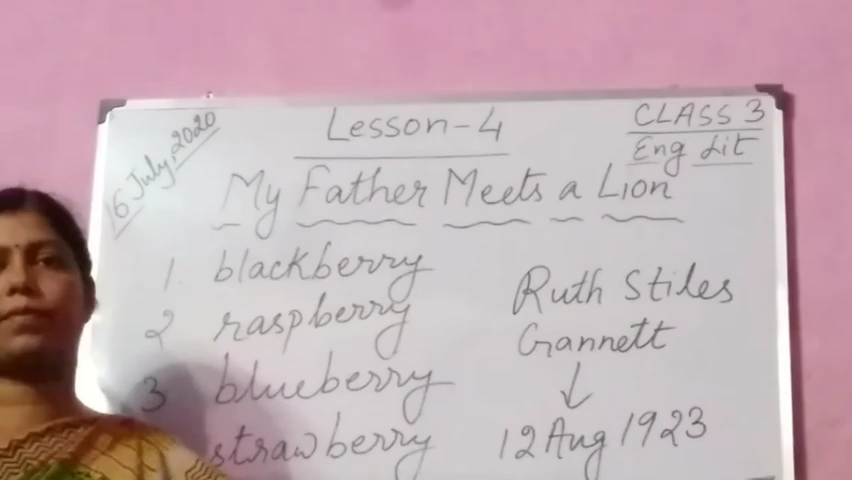 16 July, 2020
Lesson-4
CLASS 3
Eng Lit
My Father Meets a Lion
1. blackberry
2 raspberry
3 blueberry
strawberry
Ruth Stiles
Gannett
↓
12 Aug 1923